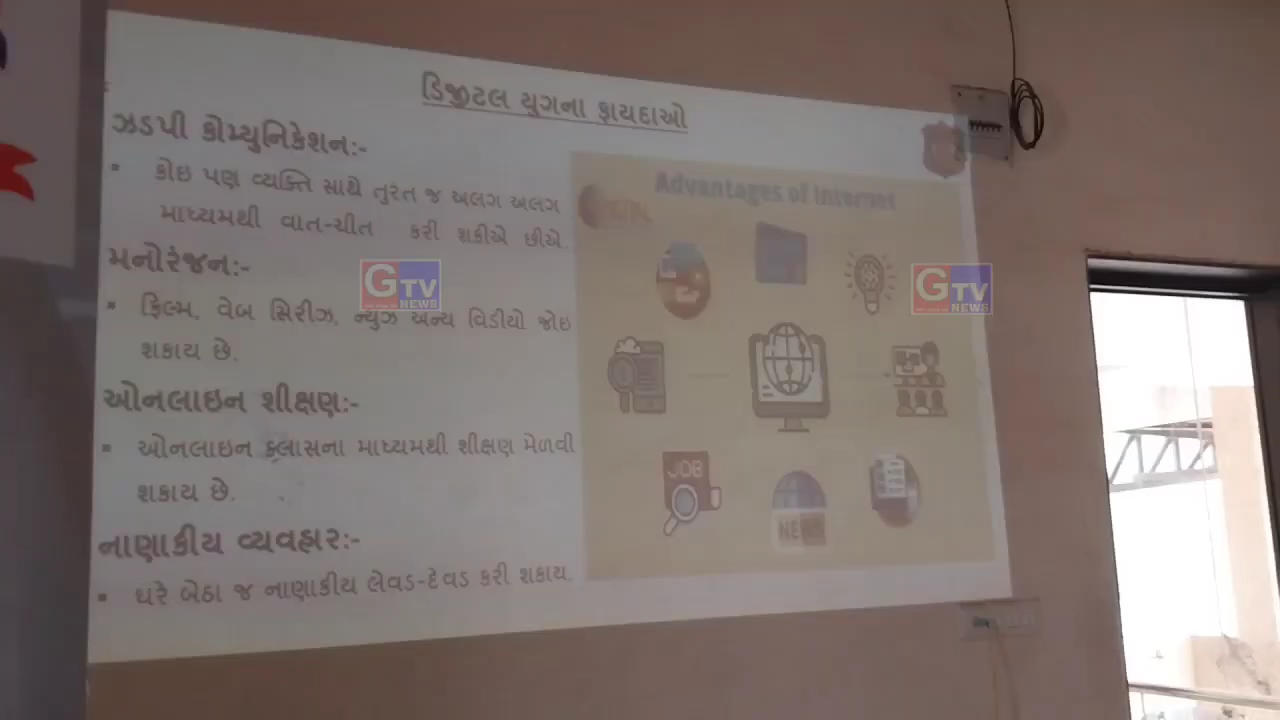 ડિજીટલ યુગના ફાયદાઓ
ઝડપી કોમ્યુનિકેશન:-
▪ કોઇ પણ વ્યક્તિ સાથે તુરત જ અલગ અલગ
માધ્યમથી વાત-ચીત કરી શકીએ છીએ.
મનોરંજન:-
▪ ફિલ્મ, વેબ સિરીઝ, ન્યુઝ અન્ય વિડીયો જોઇ
શકાય છે.
ઓનલાઇન શીક્ષણ:-
▪ ઓનલાઇન ક્લાસના માધ્યમથી શીક્ષણ મેળવી
શકાય છે.
નાણાકીય વ્યવહાર:-
▪ ઘરે બેઠા જ નાણાકીય લેવડ-દેવડ કરી શકાય.
Advantages of Internet
JOB
NEWS
GTV
NEWS
GTV
NEWS